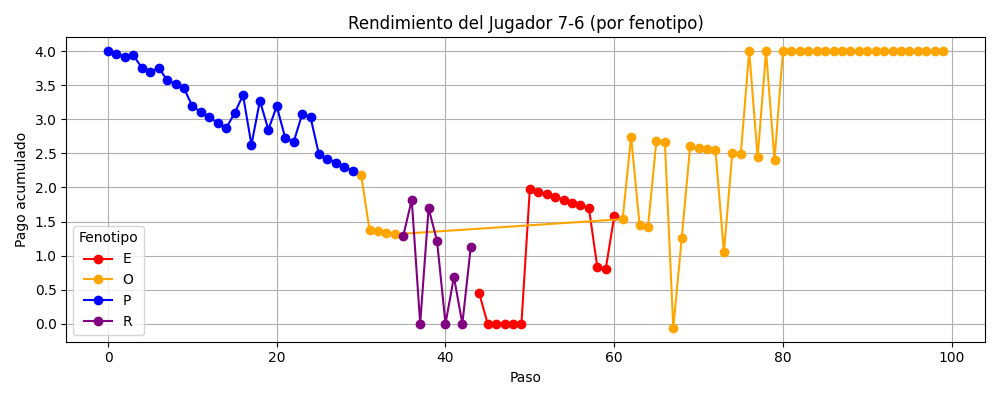 Rendimiento del Jugador 7-6 (por fenotipo)
Pago acumulado
4.0
3.5
3.0
2.5
2.0
1.5
1.0
0.5
0.0
Fenotipo
E
O
P
R
0 20 40 60 80 100
Paso